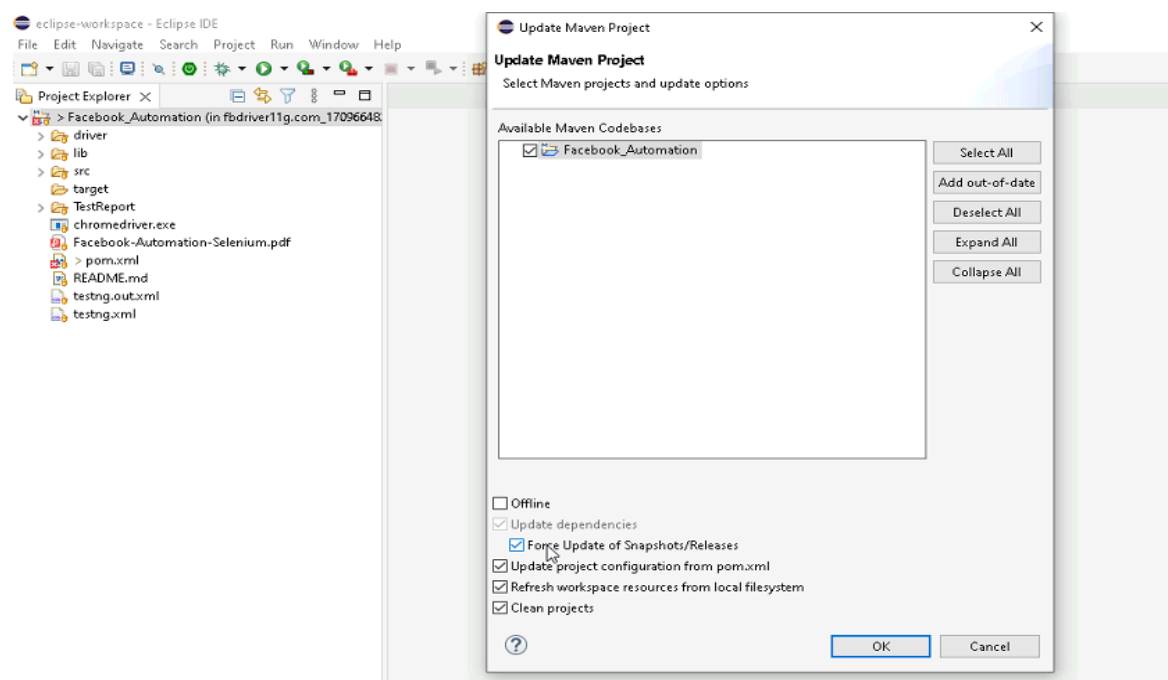 eclipse-workspace - Eclipse IDE
File Edit Navigate Search Project Run Window Help
Project Explorer
> Facebook_Automation (in fbdriver11g.com_17096648
driver
lib
src
target
TestReport
chromedriver.exe
Facebook-Automation-Selenium.pdf
> pom.xml
README.md
testng.out.xml
testng.xml
Update Maven Project
Update Maven Project
Select Maven projects and update options
Available Maven Codebases
Facebook_Automation
Select All
Add out-of-date
Deselect All
Expand All
Collapse All
Offline
Update dependencies
Force Update of Snapshots/Releases
Update project configuration from pom.xml
Refresh workspace resources from local filesystem
Clean projects
OK
Cancel